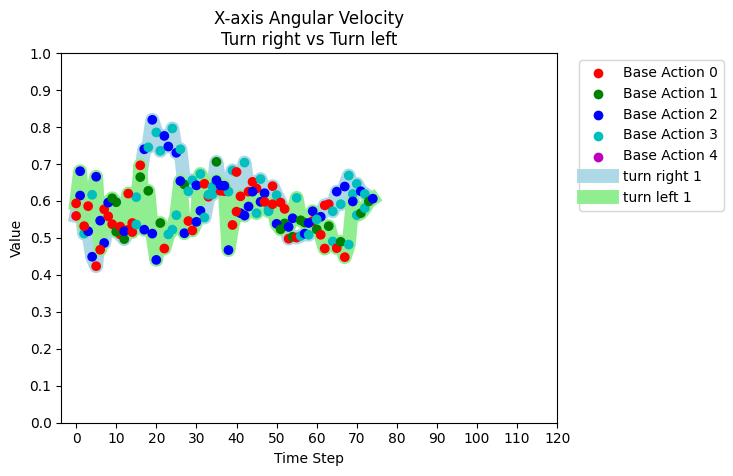 X-axis Angular Velocity
Turn right vs Turn left
1.0
0.9
0.8
0.7
0.6
0.5
0.4
0.3
0.2
0.1
0.0
Value
0 10 20 30 40 50 60 70 80 90 100 110 120
Time Step
Base Action 0
Base Action 1
Base Action 2
Base Action 3
Base Action 4
turn right 1
turn left 1